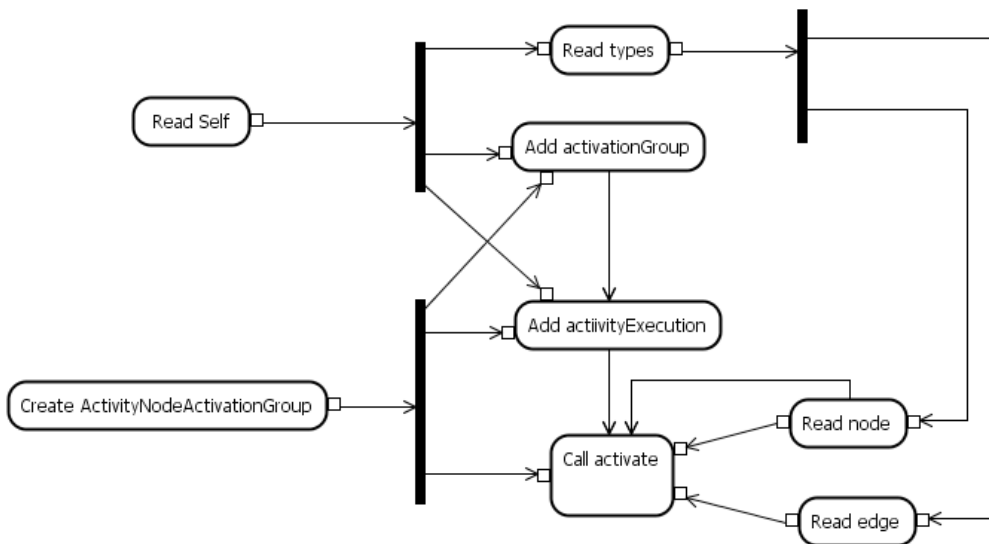 Read types
Read Self
Add activationGroup
Add actiivityExecution
Create ActivityNodeActivationGroup
Read node
Call activate
Read edge